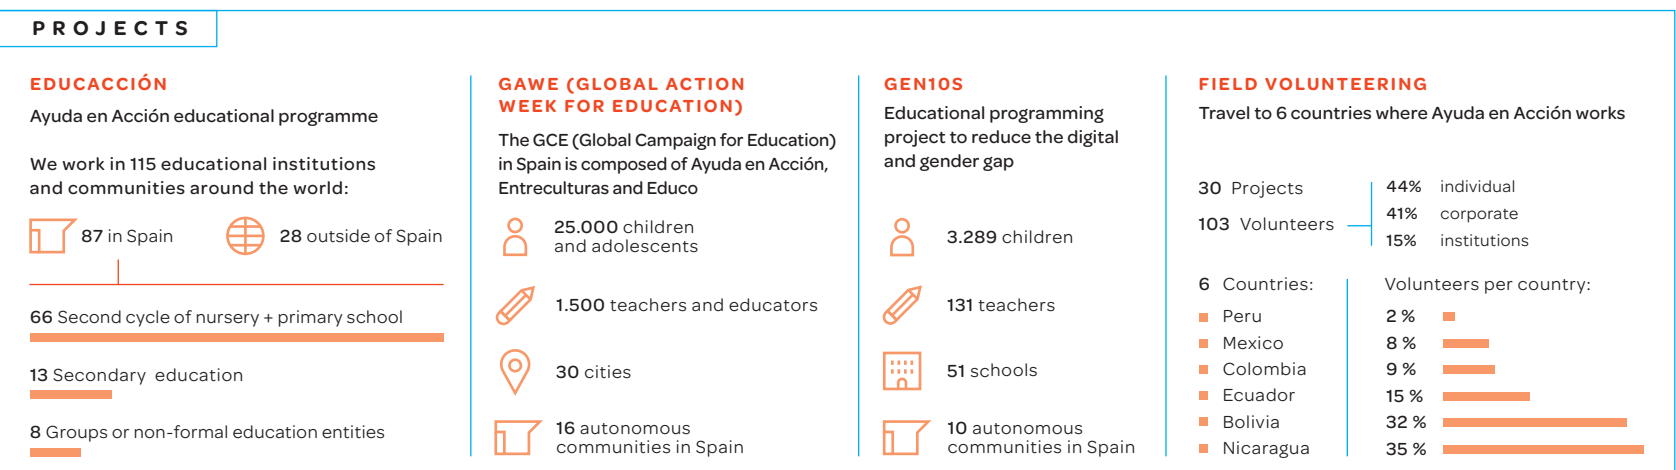 PROJECTS
EDUCACCIÓN
Ayuda en Acción educational programme
We work in 115 educational institutions
and communities around the world:
87 in Spain
28 outside of Spain
66 Second cycle of nursery + primary school
13 Secondary education
8 Groups or non-formal education entities
GAWE (GLOBAL ACTION
WEEK FOR EDUCATION)
The GCE (Global Campaign for Education)
in Spain is composed of Ayuda en Acción,
Entreculturas and Educo
25.000 children
and adolescents
1.500 teachers and educators
30 cities
16 autonomous
communities in Spain
GEN10S
Educational programming
project to reduce the digital
and gender gap
3.289 children
131 teachers
51 schools
10 autonomous
communities in Spain
FIELD VOLUNTEERING
Travel to 6 countries where Ayuda en Acción works
30 Projects
103 Volunteers
44% individual
41% corporate
15% institutions
6 Countries:
Peru
Mexico
Colombia
Ecuador
Bolivia
Nicaragua
Volunteers per country:
2 %
8 %
9 %
15 %
32 %
35 %